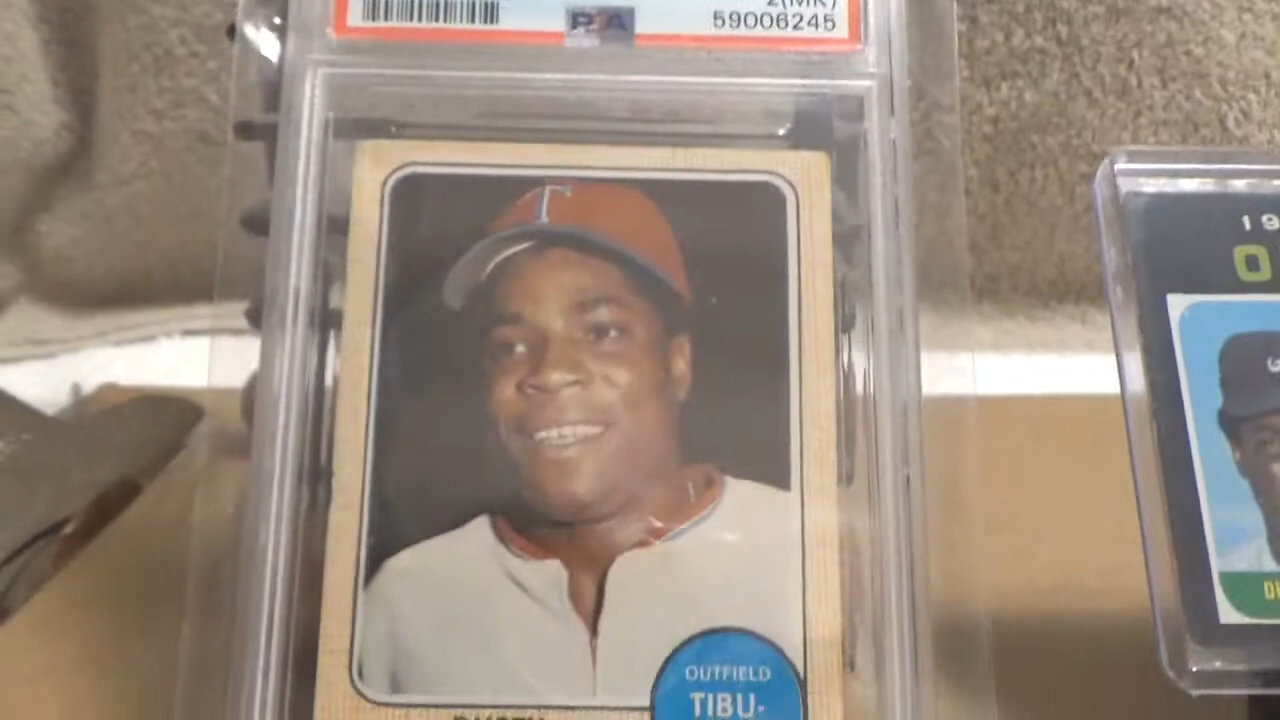 2(MK)
PSA
59006245
T
OUTFIELD
TIBU-
19
O
G